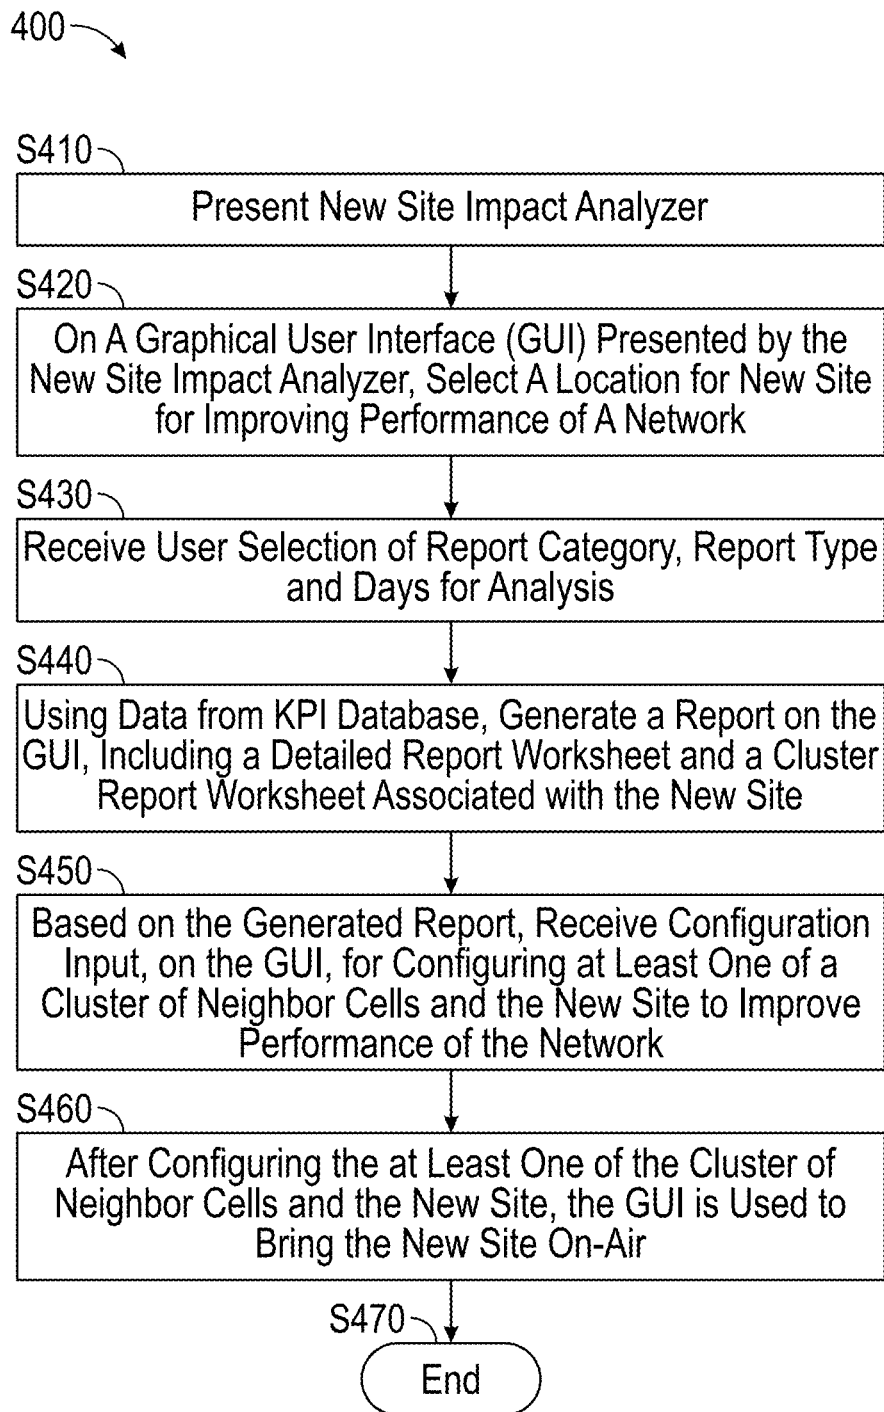 400
S410
Present New Site Impact Analyzer
S420
On A Graphical User Interface (GUI) Presented by the
New Site Impact Analyzer, Select A Location for New Site
for Improving Performance of A Network
S430
Receive User Selection of Report Category, Report Type
and Days for Analysis
S440
Using Data from KPI Database, Generate a Report on the
GUI, Including a Detailed Report Worksheet and a Cluster
Report Worksheet Associated with the New Site
S450
Based on the Generated Report, Receive Configuration
Input, on the GUI, for Configuring at Least One of a
Cluster of Neighbor Cells and the New Site to Improve
Performance of the Network
S460
After Configuring the at Least One of the Cluster of
Neighbor Cells and the New Site, the GUI is Used to
Bring the New Site On-Air
S470
End